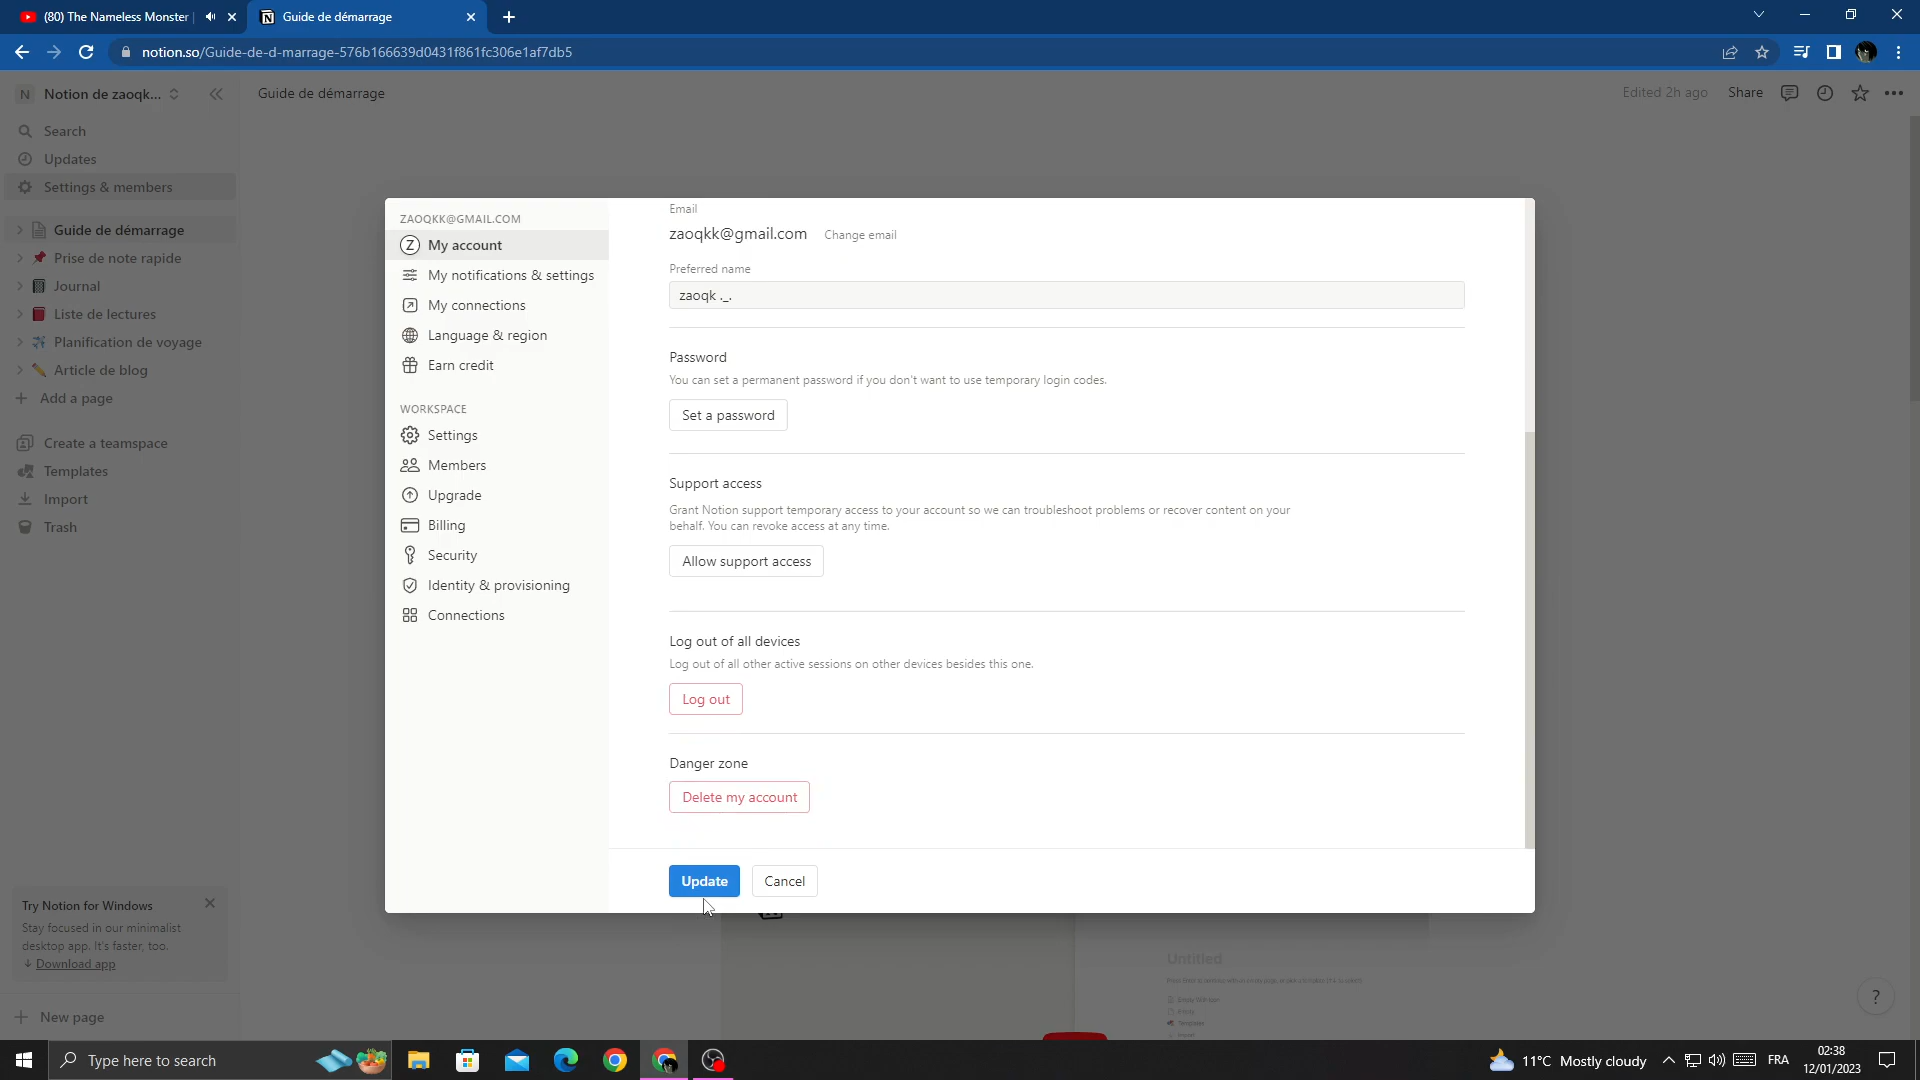 (80) The Nameless Monster
Guide de démarrage
notion.so/Guide-de-d-marrage-576b166639d0431f861fc306e1af7db5
N Notion de zaoqk...
Guide de démarrage
Edited 2h ago
Share
Search
Updates
Settings & members
Guide de démarrage
Prise de note rapide
Journal
Liste de lectures
Planification de voyage
Article de blog
Add a page
Create a teamspace
Templates
Import
Trash
Try Notion for Windows
Stay focused in our minimalist
desktop app. It's faster, too.
Download app
New page
ZAOQKK@GMAIL.COM
Z My account
My notifications & settings
My connections
Language & region
Earn credit
WORKSPACE
Settings
Members
Upgrade
Billing
Security
Identity & provisioning
Connections
Email
zaoqkk@gmail.com Change email
Preferred name
zaoqk ._.
Password
You can set a permanent password if you don't want to use temporary login codes.
Set a password
Support access
Grant Notion support temporary access to your account so we can troubleshoot problems or recover content on your
behalf. You can revoke access at any time.
Allow support access
Log out of all devices
Log out of all other active sessions on other devices besides this one.
Log out
Danger zone
Delete my account
Update
Cancel
Untitled
Template
Import
?
Type here to search
11°C Mostly cloudy
FRA
02:38
12/01/2023